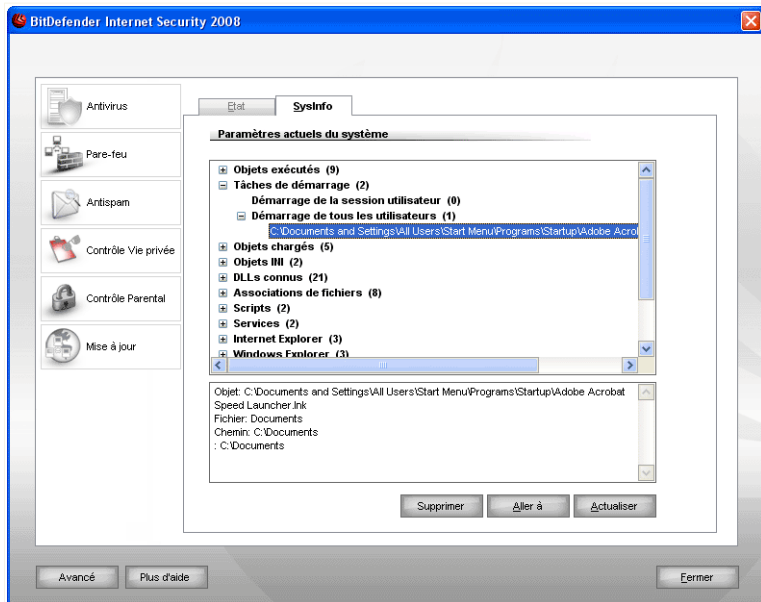 BitDefender Internet Security 2008
Antivirus
Pare-feu
Antispam
Contrôle Vie privée
Contrôle Parental
Mise à jour
Etat
SysInfo
Paramètres actuels du système
Objets exécutés (9)
Tâches de démarrage (2)
Démarrage de la session utilisateur (0)
Démarrage de tous les utilisateurs (1)
C:\Documents and Settings\All Users\Start Menu\Programs\Startup\Adobe Acrol
Objets chargés (5)
Objets INI (2)
DLLs connus (21)
Associations de fichiers (8)
Scripts (2)
Services (2)
Internet Explorer (3)
Windows Explorer (3)
Objet: C:\Documents and Settings\All Users\Start Menu\Programs\Startup\Adobe Acrobat
Speed Launcher.lnk
Fichier: Documents
Chemin: C:\Documents
: C:\Documents
Supprimer
Aller à
Actualiser
Avancé
Plus d'aide
Fermer